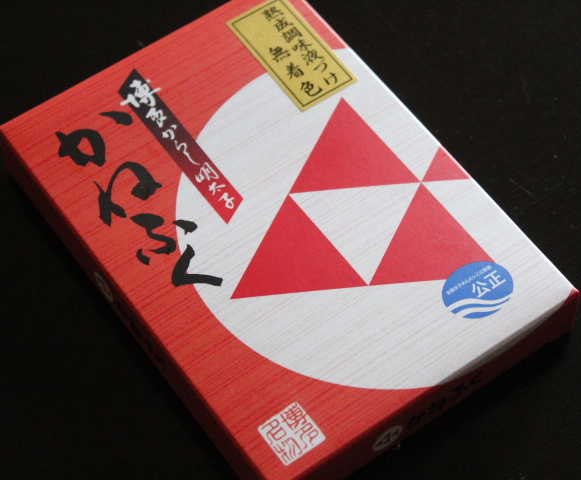 熟成調味液づけ
無着色
博多からし明太子
かねふく
公正
博多
名物
かねふく